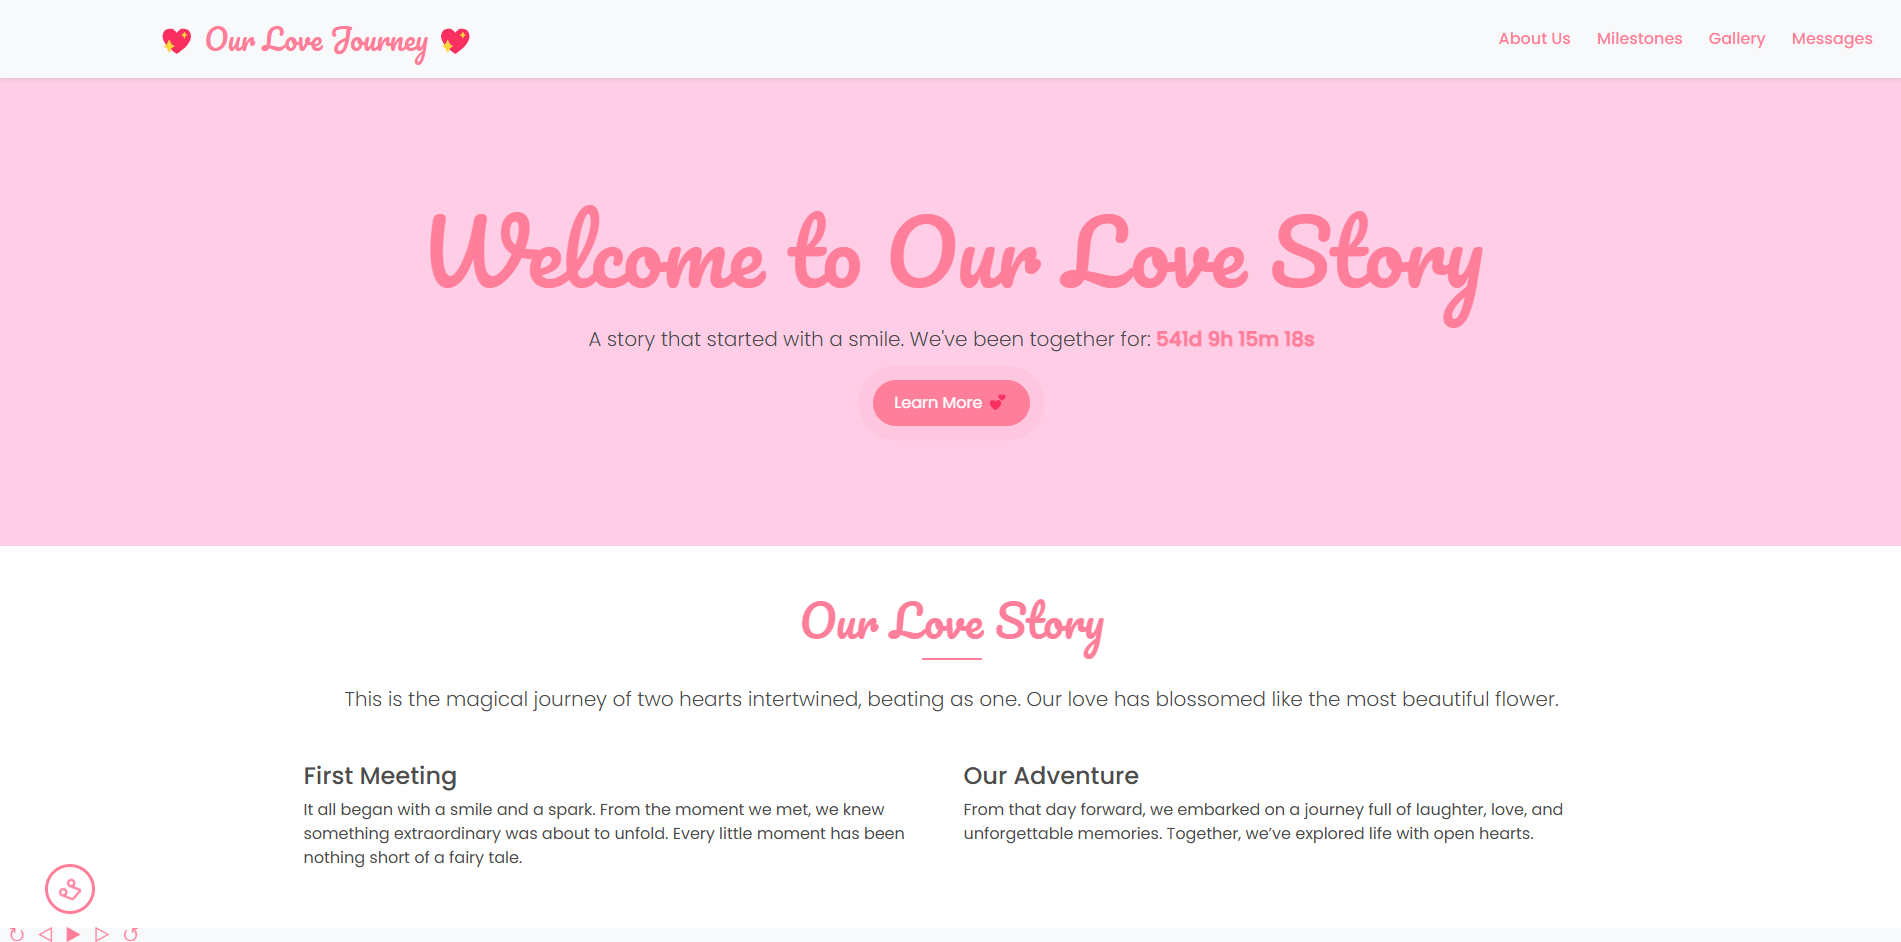 💖 Our Love Journey 💖
About Us Milestones Gallery Messages
Welcome to Our Love Story
A story that started with a smile. We've been together for: 541d 9h 15m 18s
Learn More 💕
Our Love Story
This is the magical journey of two hearts intertwined, beating as one. Our love has blossomed like the most beautiful flower.
First Meeting
It all began with a smile and a spark. From the moment we met, we knew
something extraordinary was about to unfold. Every little moment has been
nothing short of a fairy tale.
Our Adventure
From that day forward, we embarked on a journey full of laughter, love, and
unforgettable memories. Together, we’ve explored life with open hearts.